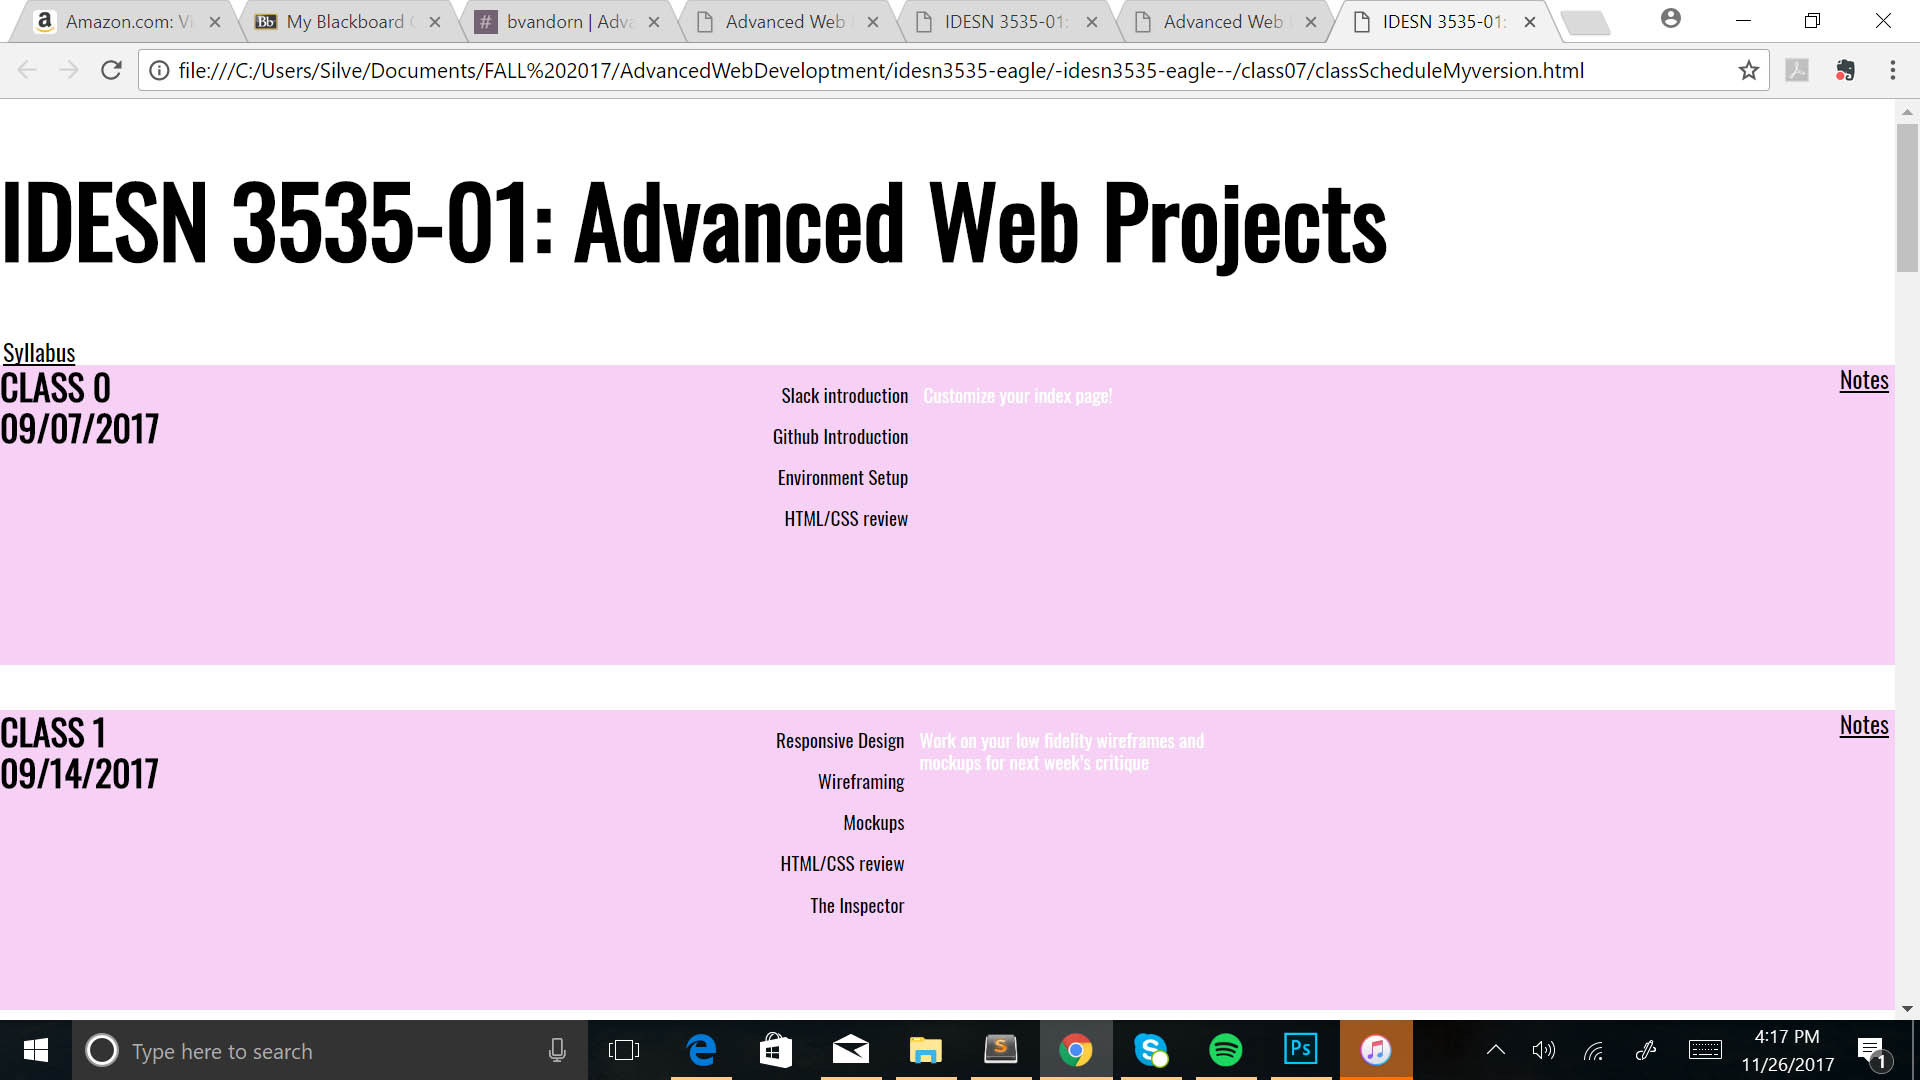 Amazon.com: Vi
Bb My Blackboard
# bvandorn | Adva
Advanced Web
IDESN 3535-01:
Advanced Web
IDESN 3535-01:
file:///C:/Users/Silve/Documents/FALL%202017/AdvancedWebDeveloptment/idesn3535-eagle/-idesn3535-eagle--/class07/classScheduleMyversion.html
IDESN 3535-01: Advanced Web Projects
Syllabus
CLASS 0
09/07/2017
Slack introduction
Github Introduction
Environment Setup
HTML/CSS review
Customize your index page!
Notes
CLASS 1
09/14/2017
Responsive Design
Wireframing
Mockups
HTML/CSS review
The Inspector
Work on your low fidelity wireframes and
mockups for next week's critique
Notes
Type here to search
Ps
4:17 PM
11/26/2017
1